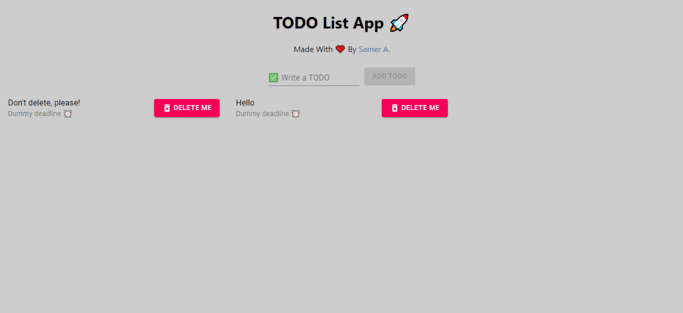 TODO List App 🚀
Made With ❤️ By Samer A.
✅ Write a TODO
ADD TODO
Don't delete, please!
Dummy deadline ⏰
DELETE ME
Hello
Dummy deadline ⏰
DELETE ME